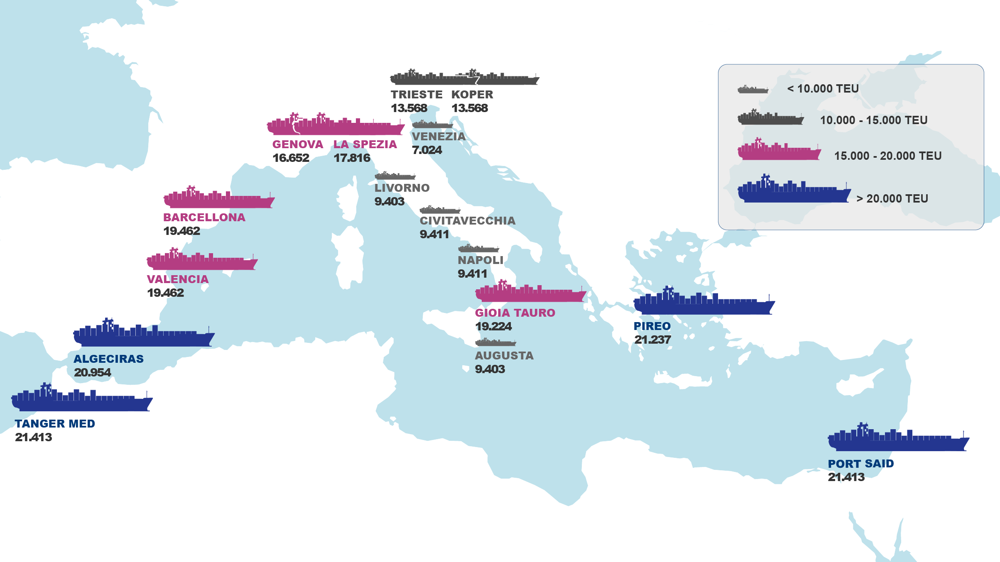 TRIESTE
13.568
KOPER
13.568
GENOVA
16.652
LA SPEZIA
17.816
VENEZIA
7.024
LIVORNO
9.403
BARCELLONA
19.462
CIVITAVECCHIA
9.411
VALENCIA
19.462
NAPOLI
9.411
GIOIA TAURO
19.224
PIREO
21.237
ALGECIRAS
20.954
AUGUSTA
9.403
TANGER MED
21.413
PORT SAID
21.413
< 10.000 TEU
10.000 - 15.000 TEU
15.000 - 20.000 TEU
> 20.000 TEU